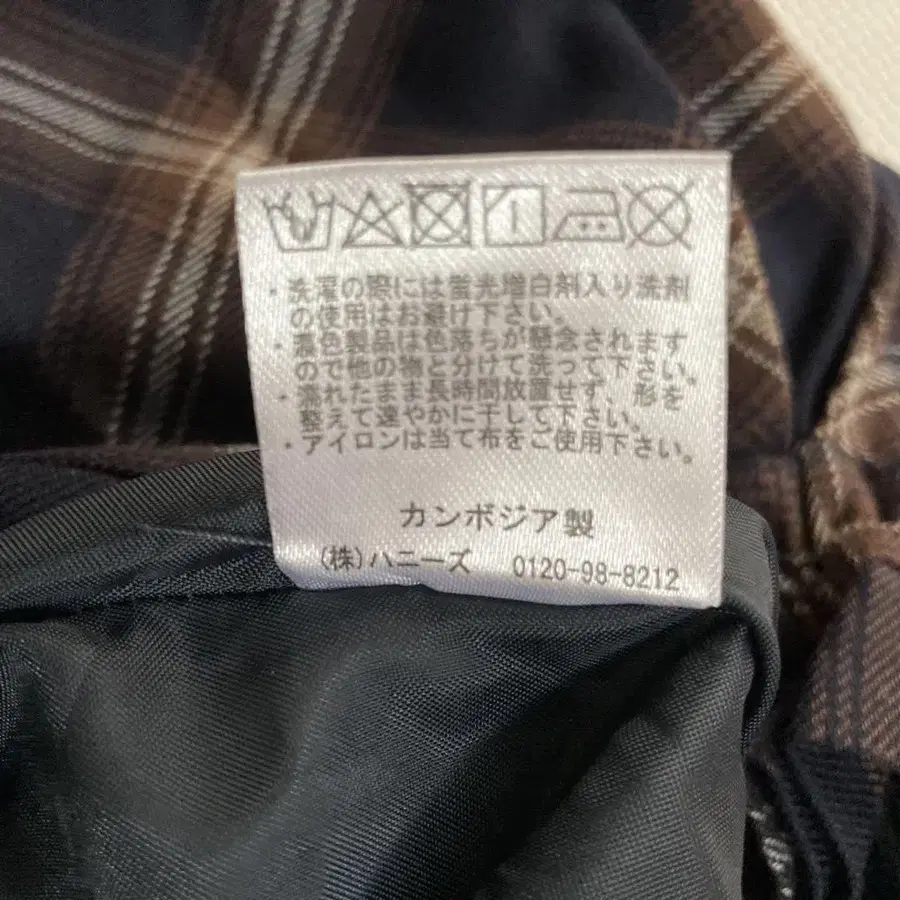 ・洗濯の際には蛍光増白剤入り洗剤
の使用はお避け下さい。
・濃色製品は色落ちが懸念されます
ので他の物と分けて洗って下さい。
・濡れたまま長時間放置せず、形を
整えて速やかに干して下さい。
・アイロンは当て布をご使用下さい。
カンボジア製
(株)ハニーズ 0120-98-8212